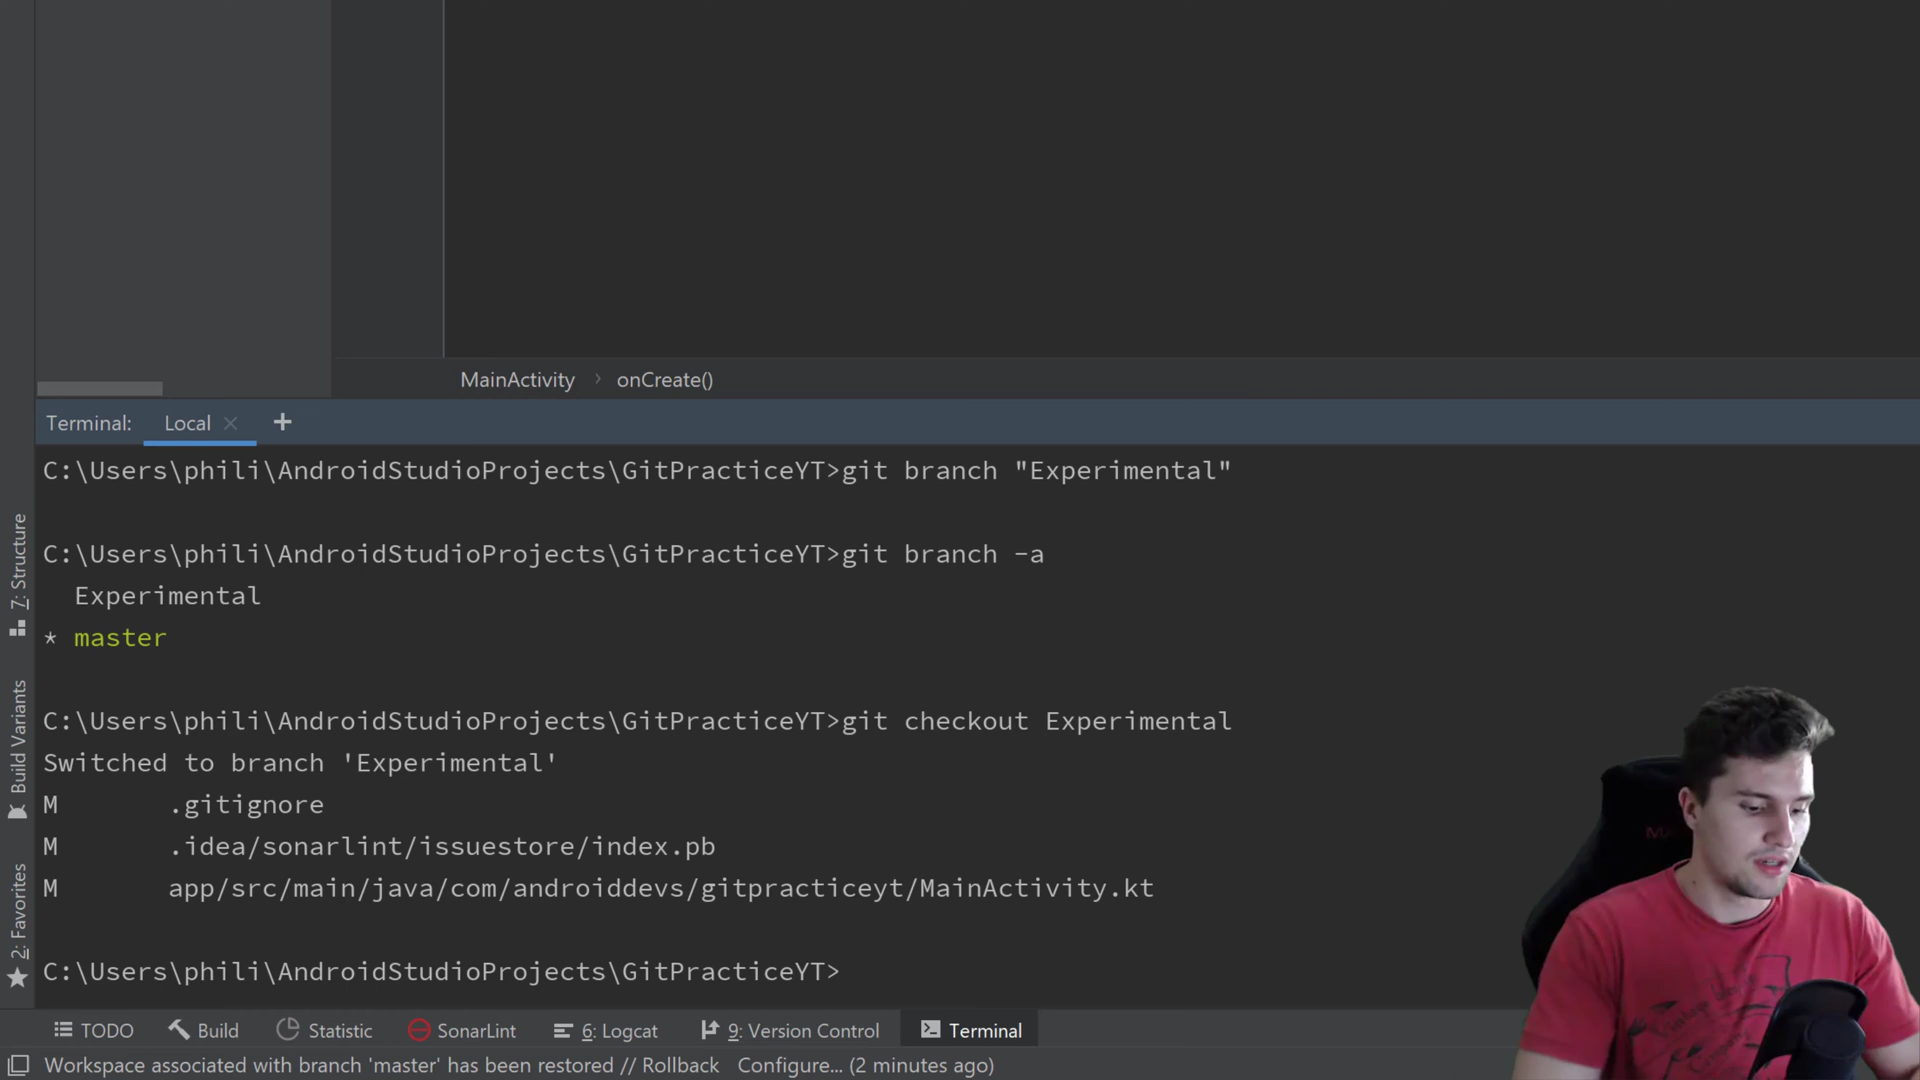 MainActivity › onCreate()
Terminal: Local × +
C:\Users\phili\AndroidStudioProjects\GitPracticeYT>git branch "Experimental"
C:\Users\phili\AndroidStudioProjects\GitPracticeYT>git branch -a
Experimental
* master
C:\Users\phili\AndroidStudioProjects\GitPracticeYT>git checkout Experimental
Switched to branch 'Experimental'
M .gitignore
M .idea/sonarlint/issuestore/index.pb
M app/src/main/java/com/androiddevs/gitpracticeyt/MainActivity.kt
C:\Users\phili\AndroidStudioProjects\GitPracticeYT>
7: Structure
Build Variants
2: Favorites
TODO Build Statistic SonarLint 6: Logcat 9: Version Control Terminal
Workspace associated with branch 'master' has been restored // Rollback Configure... (2 minutes ago)